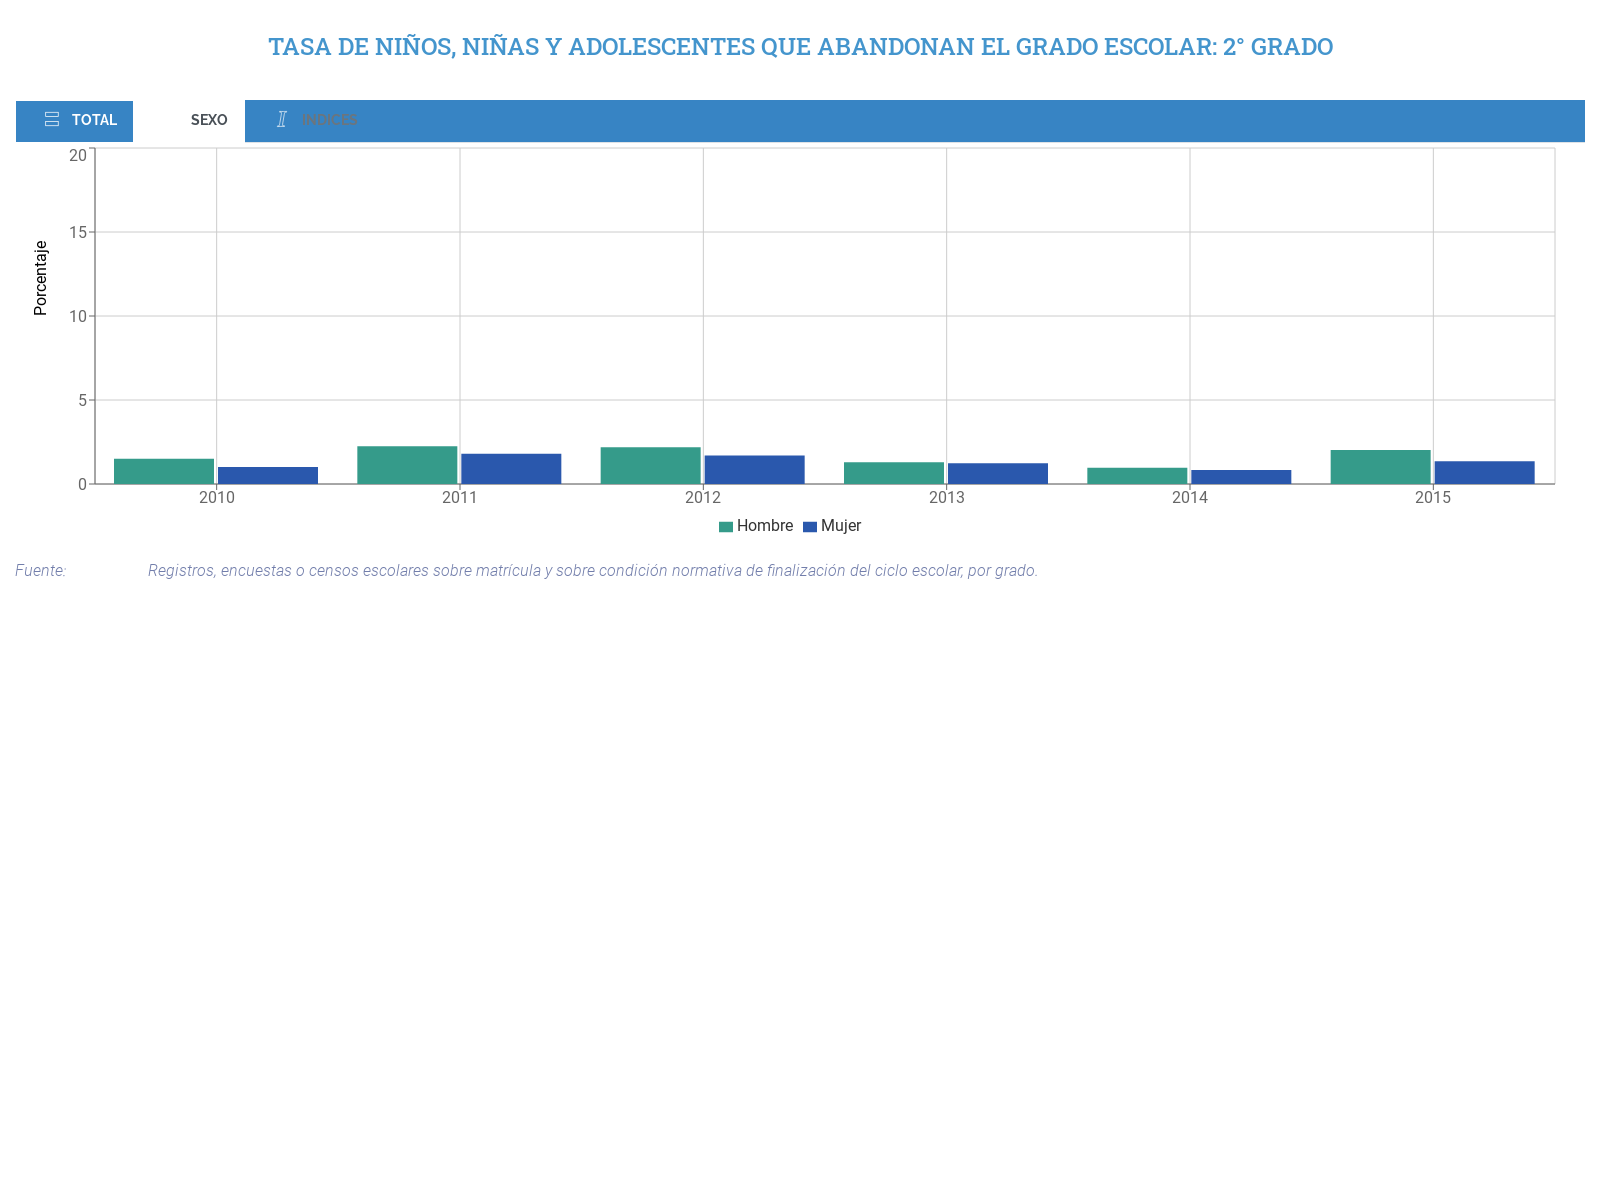 TASA DE NIÑOS, NIÑAS Y ADOLESCENTES QUE ABANDONAN EL GRADO ESCOLAR: 2° GRADO
TOTAL SEXO INDICES
20
15
10
5
0
Porcentaje
2010 2011 2012 2013 2014 2015
Hombre Mujer
Fuente: Registros, encuestas o censos escolares sobre matrícula y sobre condición normativa de finalización del ciclo escolar, por grado.